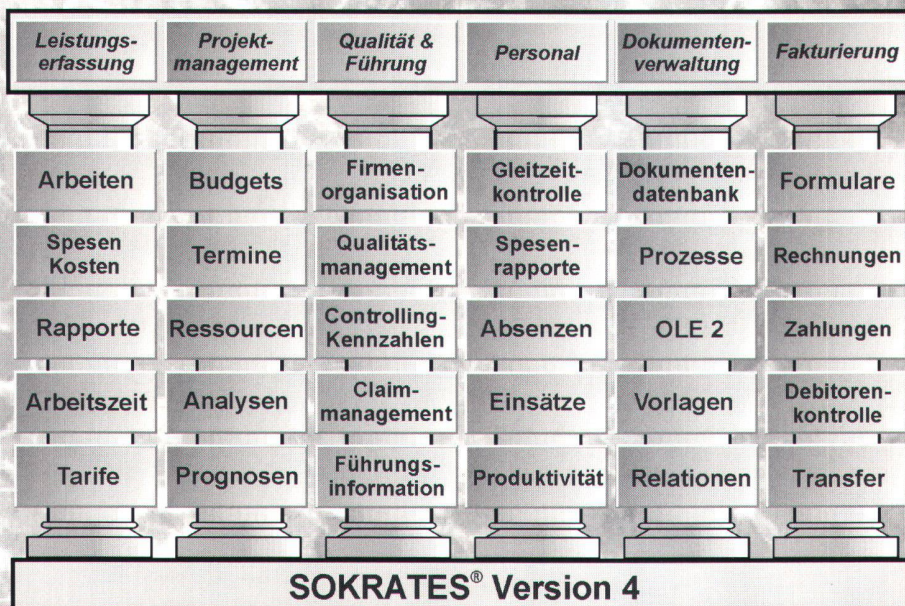 Leistungs-
erfassung
Projekt-
management
Qualität &
Führung
Personal
Dokumenten-
verwaltung
Fakturierung
Arbeiten
Budgets
Firmen-
organisation
Gleitzeit-
kontrolle
Dokumenten-
datenbank
Formulare
Spesen
Kosten
Termine
Qualitäts-
management
Spesen-
rapporte
Prozesse
Rechnungen
Rapporte
Ressourcen
Controlling-
Kennzahlen
Absenzen
OLE 2
Zahlungen
Arbeitszeit
Analysen
Claim-
management
Einsätze
Vorlagen
Debitoren-
kontrolle
Tarife
Prognosen
Führungs-
information
Produktivität
Relationen
Transfer
SOKRATES® Version 4